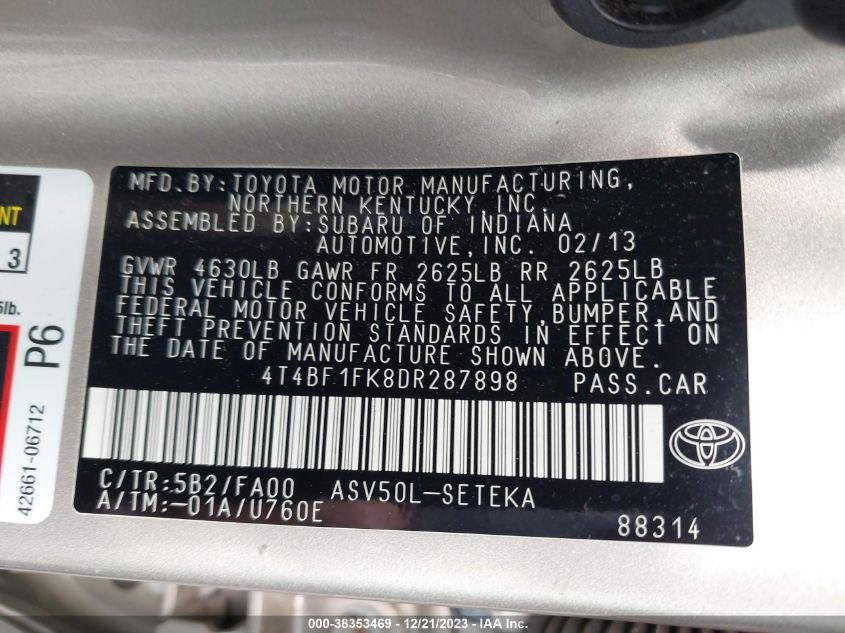 MFD.BY:TOYOTA MOTOR MANUFACTURING,
NORTHERN KENTUCKY,INC.
ASSEMBLED BY:SUBARU OF INDIANA
AUTOMOTIVE,INC. 02/13
GVWR 4630LB GAWR FR 2625LB RR 2625LB
THIS VEHICLE CONFORMS TO ALL APPLICABLE
FEDERAL MOTOR VEHICLE SAFETY,BUMPER,AND
THEFT PREVENTION STANDARDS IN EFFECT ON
THE DATE OF MANUFACTURE SHOWN ABOVE.
4T4BF1FK8DR287898 PASS.CAR
C/TR:5B2/FA00 ASV50L-SETEKA
A/TM:-01A/U760E
88314
3
P6
42661-06712
000-38353469 - 12/21/2023 - IAAI.COM